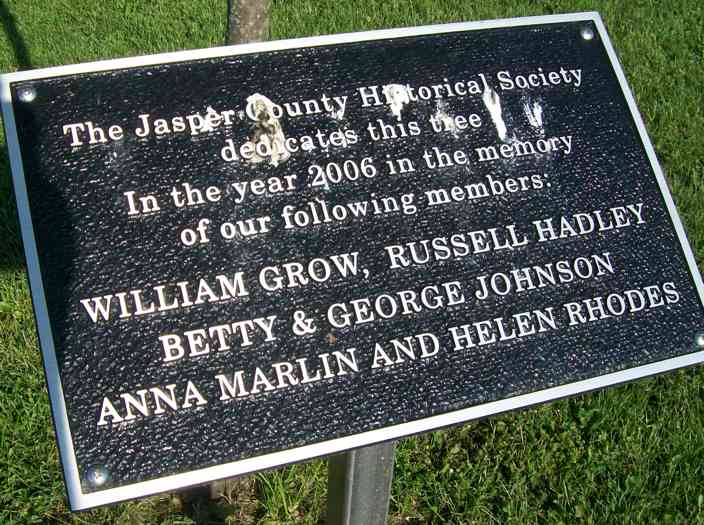 The Jasper County Historical Society
dedicates this tree
In the year 2006 in the memory
of our following members:
WILLIAM GROW, RUSSELL HADLEY
BETTY & GEORGE JOHNSON
ANNA MARLIN AND HELEN RHODES